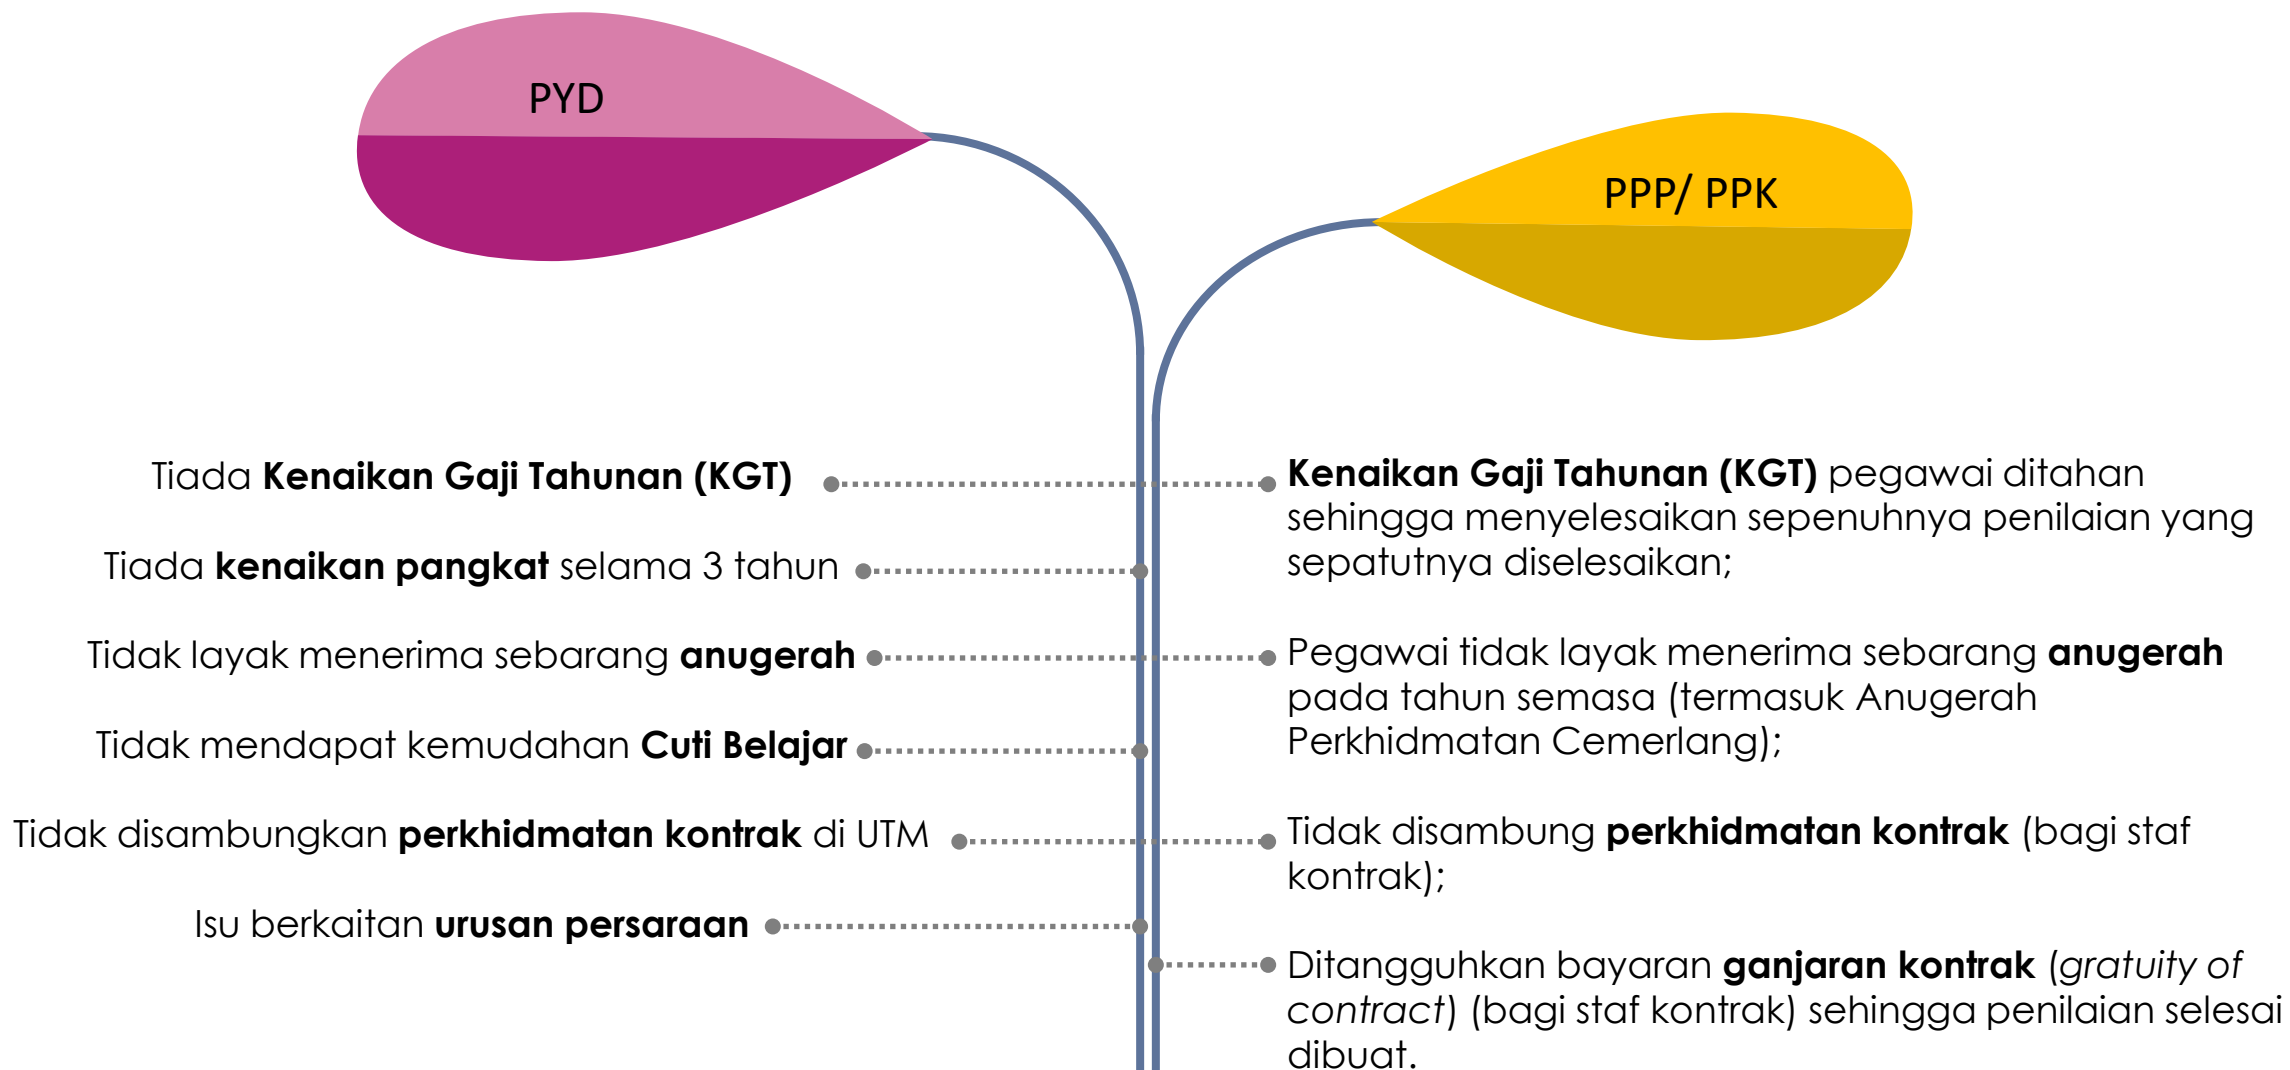 PYD
PPP/ PPK
Tiada Kenaikan Gaji Tahunan (KGT)
Tiada kenaikan pangkat selama 3 tahun
Tidak layak menerima sebarang anugerah
Tidak mendapat kemudahan Cuti Belajar
Tidak disambungkan perkhidmatan kontrak di UTM
Isu berkaitan urusan persaraan
Kenaikan Gaji Tahunan (KGT) pegawai ditahan
sehingga menyelesaikan sepenuhnya penilaian yang
sepatutnya diselesaikan;
Pegawai tidak layak menerima sebarang anugerah
pada tahun semasa (termasuk Anugerah
Perkhidmatan Cemerlang);
Tidak disambung perkhidmatan kontrak (bagi staf
kontrak);
Ditangguhkan bayaran ganjaran kontrak (gratuity of
contract) (bagi staf kontrak) sehingga penilaian selesai
dibuat.